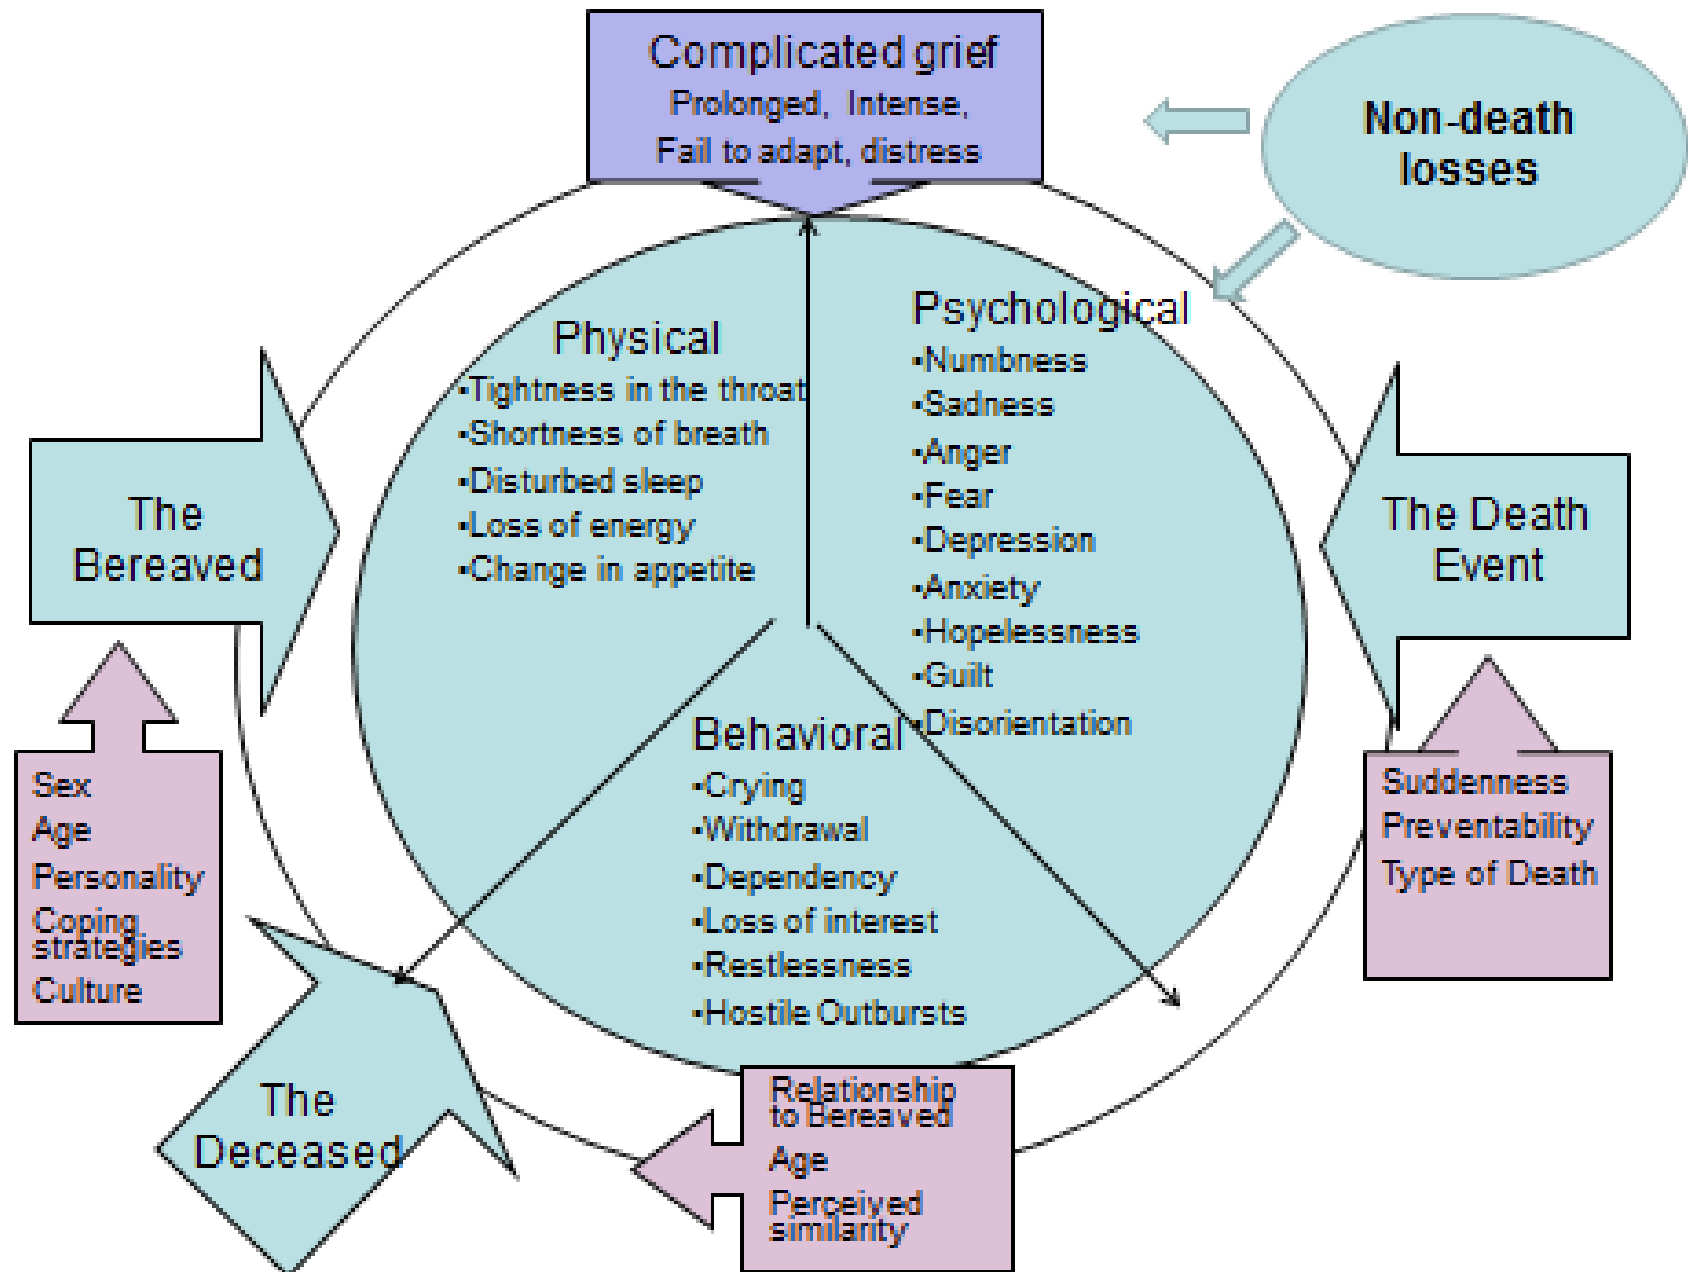 Complicated grief
Prolonged, Intense,
Fail to adapt, distress
Non-death
losses
Physical
▪Tightness in the throat
▪Shortness of breath
▪Disturbed sleep
▪Loss of energy
▪Change in appetite
Psychological
▪Numbness
▪Sadness
▪Anger
▪Fear
▪Depression
▪Anxiety
▪Hopelessness
▪Guilt
▪Disorientation
The
Bereaved
The Death
Event
Behavioral
▪Crying
▪Withdrawal
▪Dependency
▪Loss of interest
▪Restlessness
▪Hostile Outbursts
Sex
Age
Personality
Coping
strategies
Culture
Suddenness
Preventability
Type of Death
The
Deceased
Relationship
to Bereaved
Age
Perceived
similarity